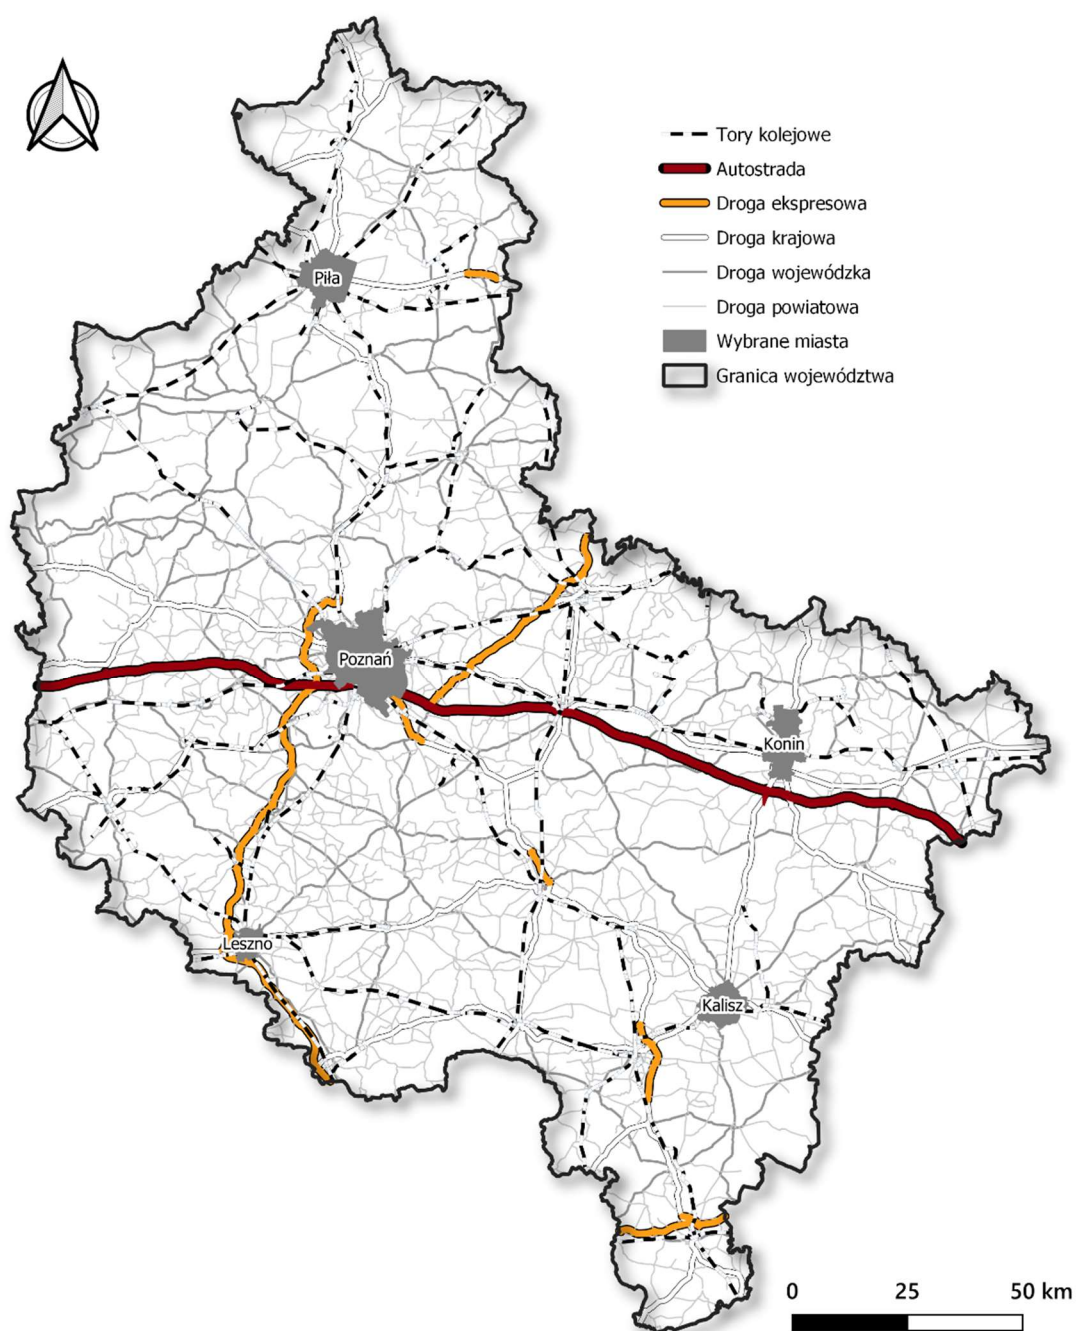 Tory kolejowe
Autostrada
Droga ekspresowa
Droga krajowa
Droga wojewódzka
Droga powiatowa
Wybrane miasta
Granica województwa
Piła
Poznań
Konin
Leszno
Kalisz
0 25 50 km